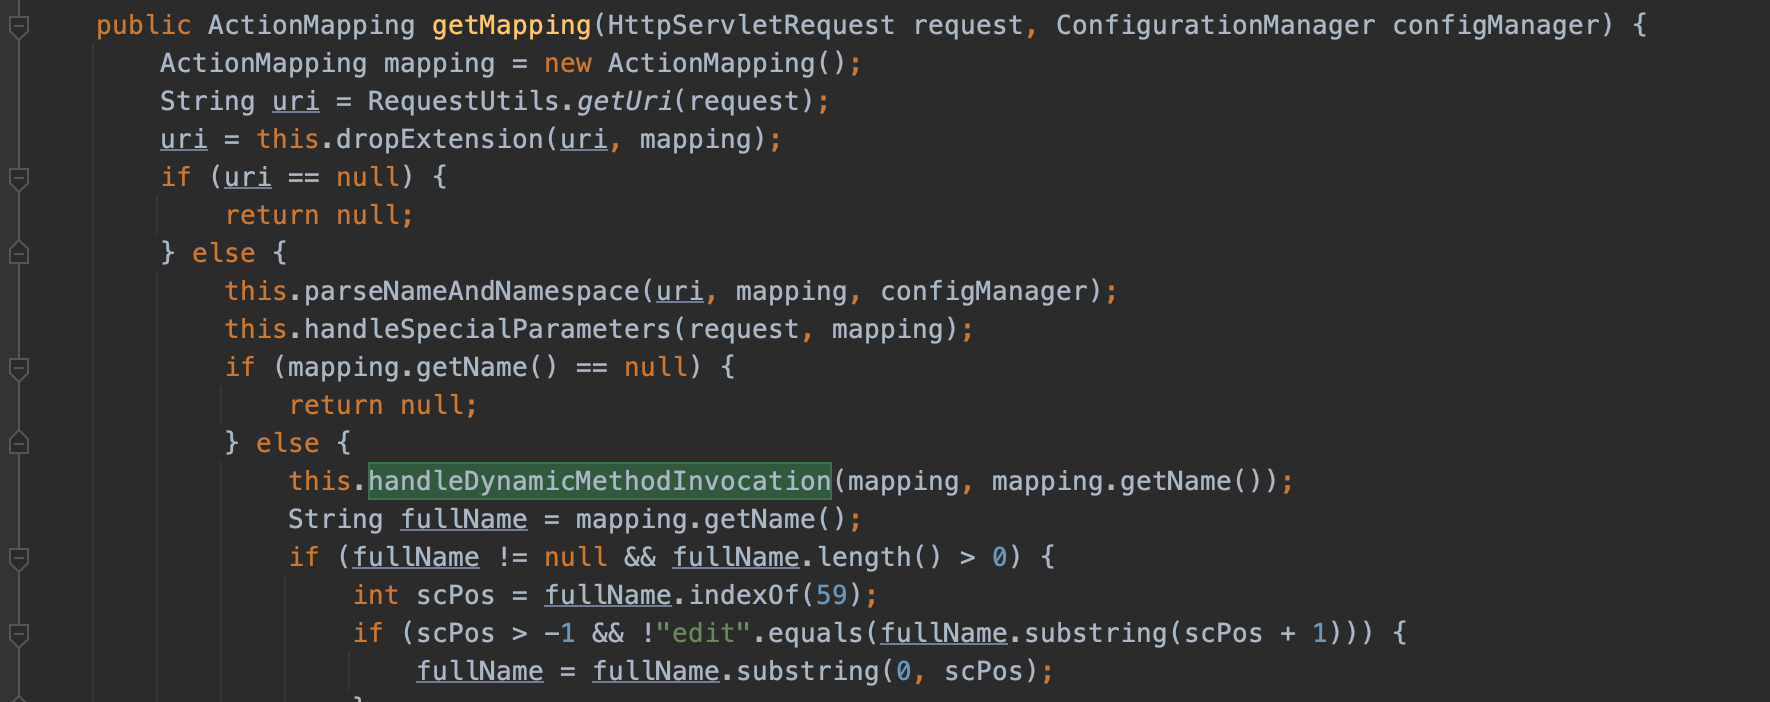 public ActionMapping getMapping(HttpServletRequest request, ConfigurationManager configManager) {
ActionMapping mapping = new ActionMapping();
String uri = RequestUtils.getUri(request);
uri = this.dropExtension(uri, mapping);
if (uri == null) {
return null;
} else {
this.parseNameAndNamespace(uri, mapping, configManager);
this.handleSpecialParameters(request, mapping);
if (mapping.getName() == null) {
return null;
} else {
this.handleDynamicMethodInvocation(mapping, mapping.getName());
String fullName = mapping.getName();
if (fullName != null && fullName.length() > 0) {
int scPos = fullName.indexOf(59);
if (scPos > -1 && !"edit".equals(fullName.substring(scPos + 1))) {
fullName = fullName.substring(0, scPos);
}